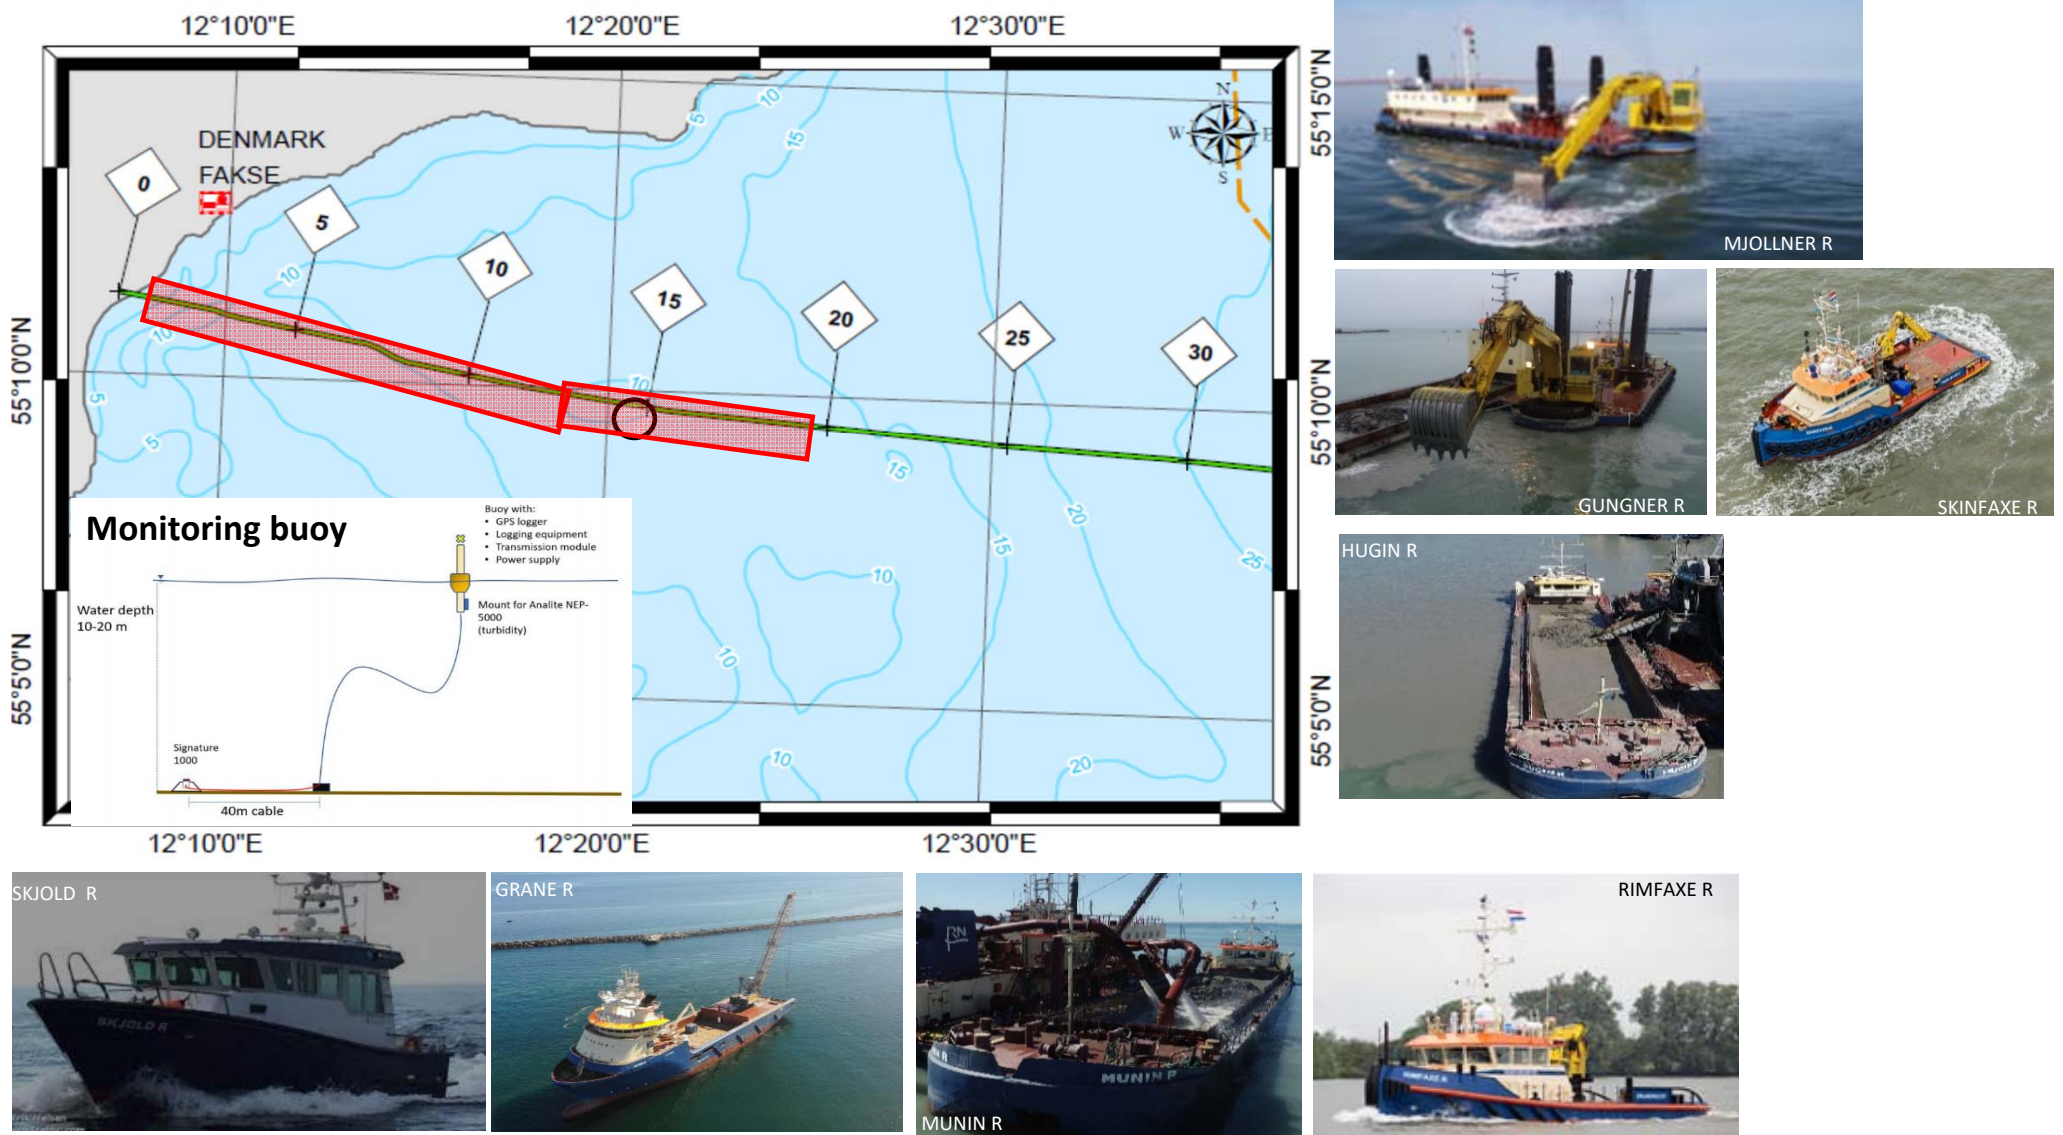 12°10'0"E
12°20'0"E
12°30'0"E
55°15'0"N
N
W
E
S
DENMARK
FAKSE
0
5
10
15
20
25
30
5
10
15
10
10
5
5
10
15
20
15
25
10
10
10
20
55°10'0"N
55°10'0"N
55°5'0"N
55°5'0"N
12°10'0"E
12°20'0"E
12°30'0"E
Monitoring buoy
Buoy with:
• GPS logger
• Logging equipment
• Transmission module
• Power supply
Water depth
10-20 m
Mount for Analite NEP-
5000
(turbidity)
Signature
1000
40m cable
MJOLLNER R
GUNGNER R
SKINFAXE R
HUGIN R
HUGIN R
SKJOLD R
SKJOLD R
GRANE R
RN
MUNIN R
MUNIN R
RIMFAXE R
RIMFAXE R